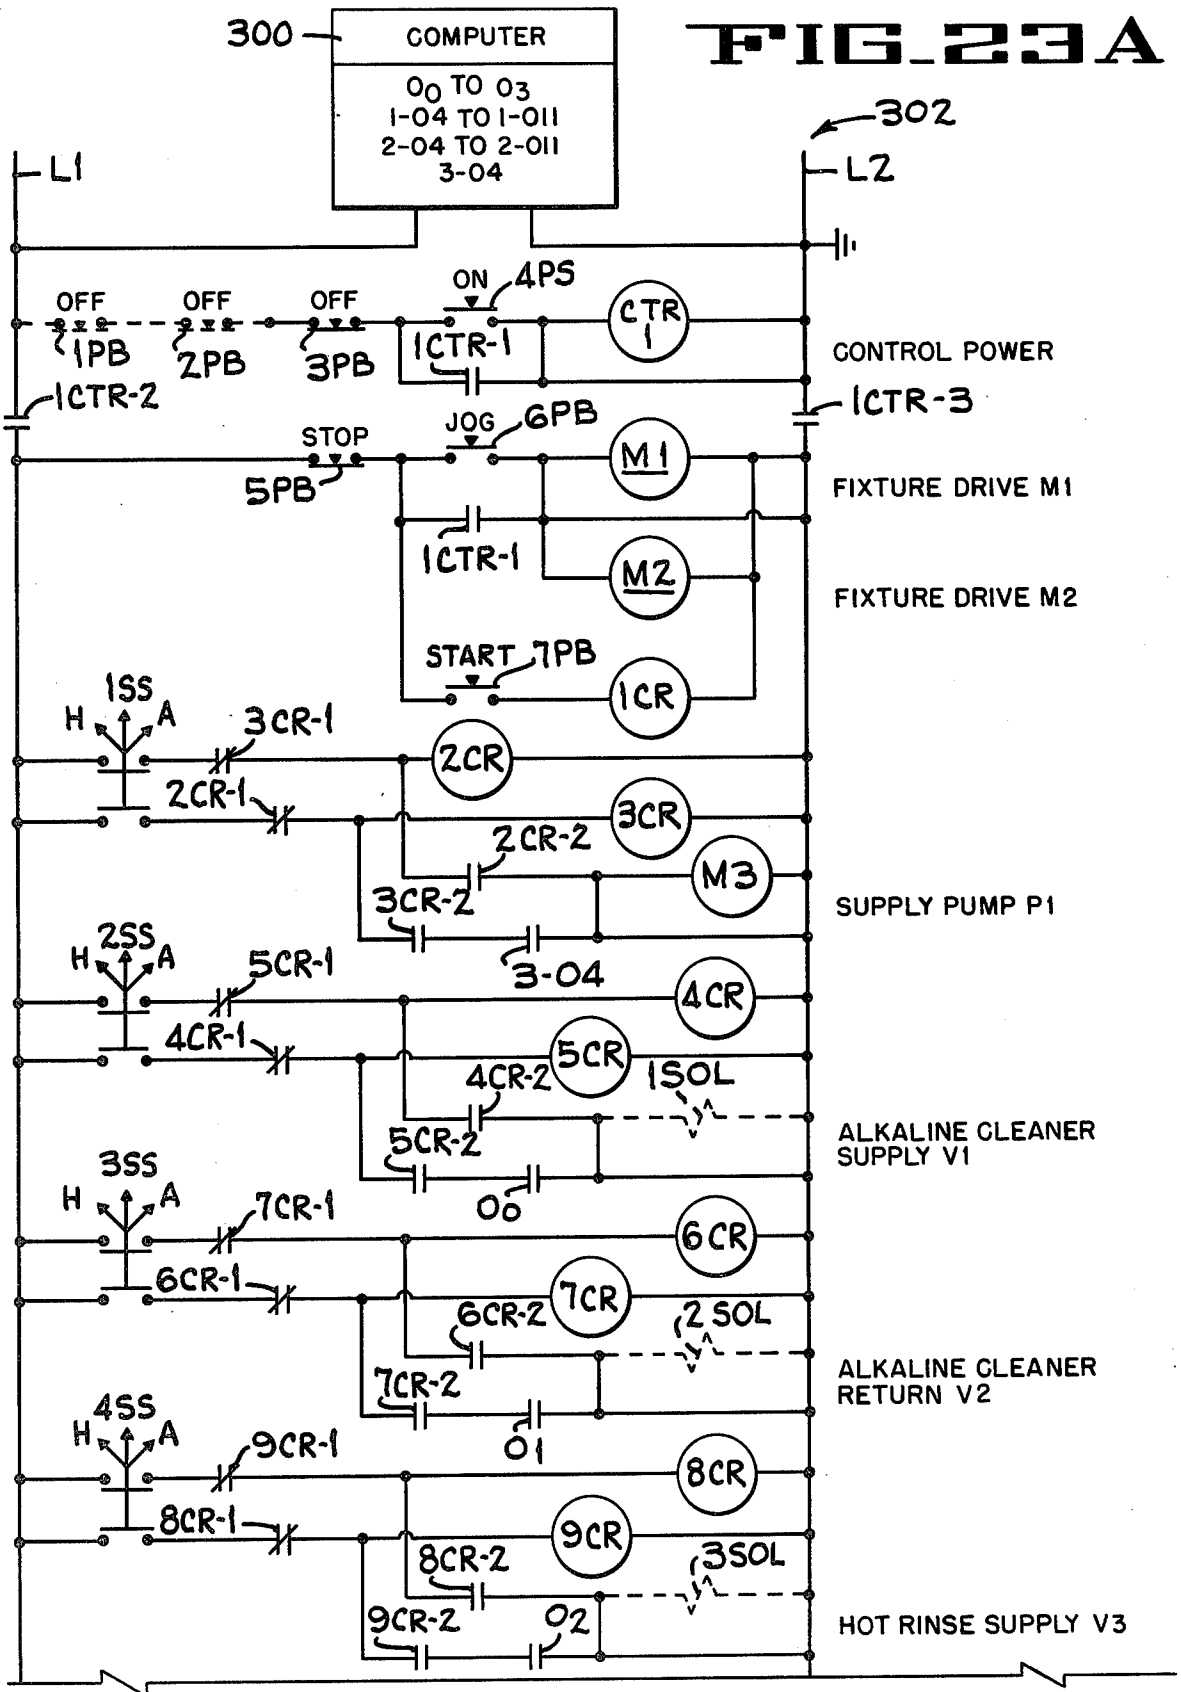 FIG_23A
300
COMPUTER
O0 TO O3
1-04 TO 1-011
2-04 TO 2-011
3-04
302
L1
L2
OFF
OFF
OFF
ON
4PS
CTR
1
1PB
2PB
3PB
1CTR-1
CONTROL POWER
1CTR-2
1CTR-3
STOP
JOG
6PB
M1
5PB
FIXTURE DRIVE M1
1CTR-1
M2
FIXTURE DRIVE M2
START
7PB
1CR
1SS
H
A
3CR-1
2CR
2CR-1
3CR
2CR-2
M3
3CR-2
SUPPLY PUMP P1
3-04
2SS
H
A
5CR-1
4CR
4CR-1
5CR
4CR-2
1SOL
5CR-2
ALKALINE CLEANER
SUPPLY V1
O0
3SS
H
A
7CR-1
6CR
6CR-1
7CR
6CR-2
2 SOL
7CR-2
ALKALINE CLEANER
RETURN V2
O1
4SS
H
A
9CR-1
8CR
8CR-1
9CR
8CR-2
3SOL
9CR-2
O2
HOT RINSE SUPPLY V3